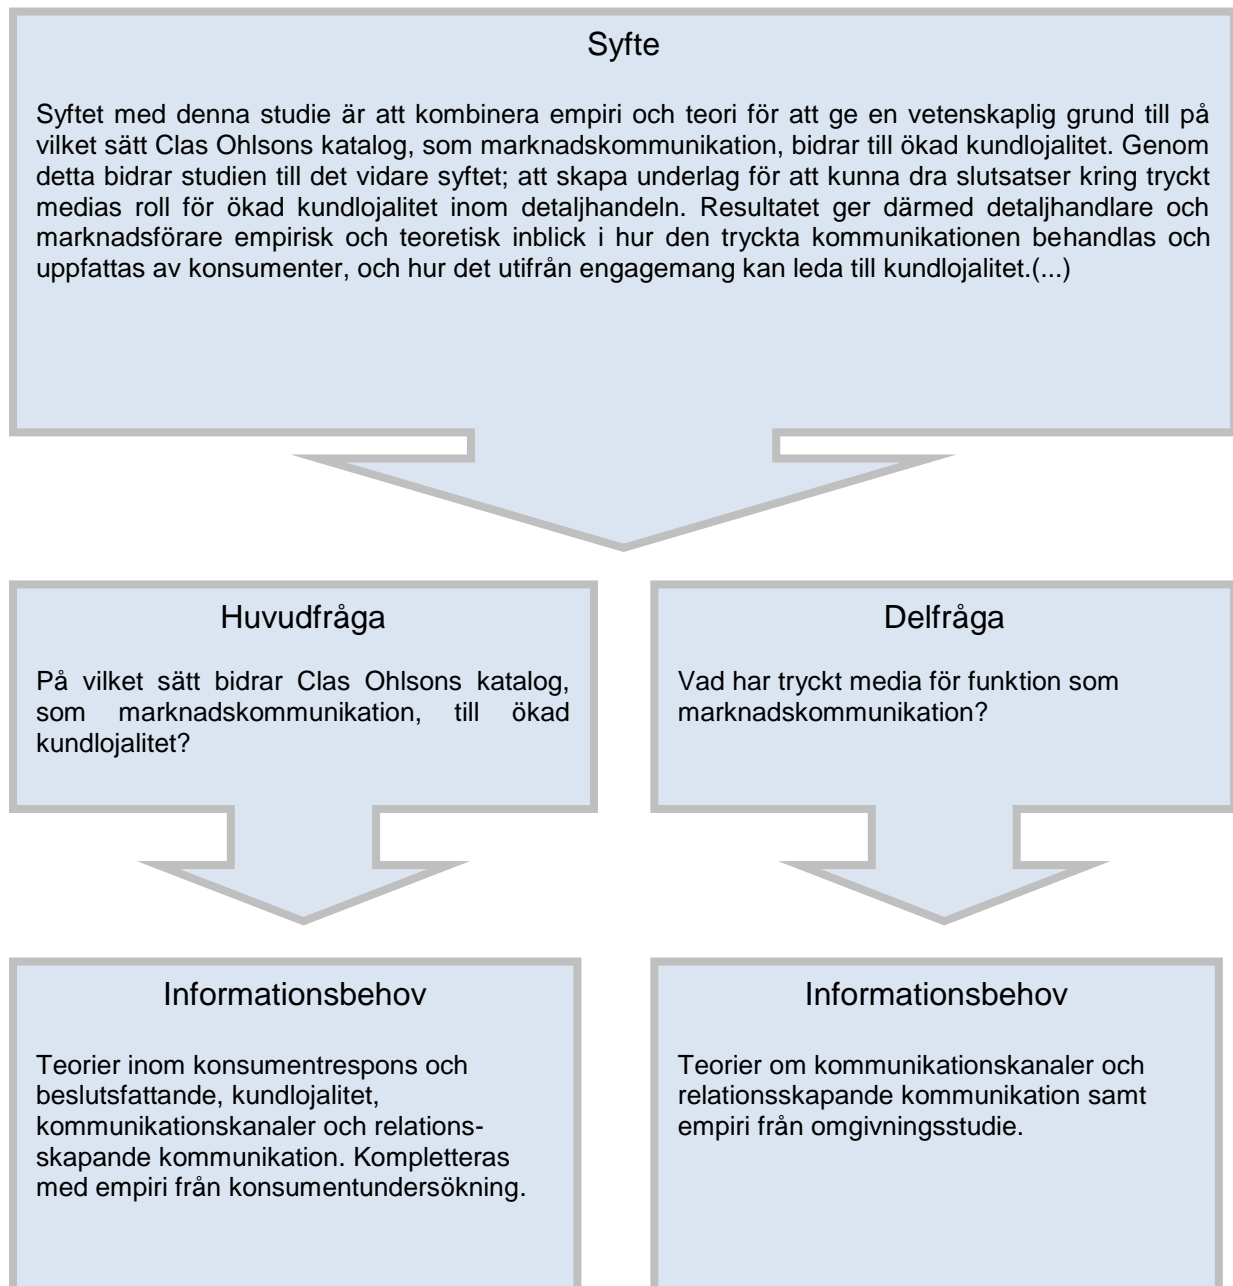 Syfte
Syftet med denna studie är att kombinera empiri och teori för att ge en vetenskaplig grund till på
vilket sätt Clas Ohlsons katalog, som marknadskommunikation, bidrar till ökad kundlojalitet. Genom
detta bidrar studien till det vidare syftet; att skapa underlag för att kunna dra slutsatser kring tryckt
medias roll för ökad kundlojalitet inom detaljhandeln. Resultatet ger därmed detaljhandlare och
marknadsförare empirisk och teoretisk inblick i hur den tryckta kommunikationen behandlas och
uppfattas av konsumenter, och hur det utifrån engagemang kan leda till kundlojalitet.(...)
Huvudfråga
På vilket sätt bidrar Clas Ohlsons katalog,
som marknadskommunikation, till ökad
kundlojalitet?
Delfråga
Vad har tryckt media för funktion som
marknadskommunikation?
Informationsbehov
Teorier inom konsumentrespons och
beslutsfattande, kundlojalitet,
kommunikationskanaler och relations-
skapande kommunikation. Kompletteras
med empiri från konsumentundersökning.
Informationsbehov
Teorier om kommunikationskanaler och
relationsskapande kommunikation samt
empiri från omgivningsstudie.